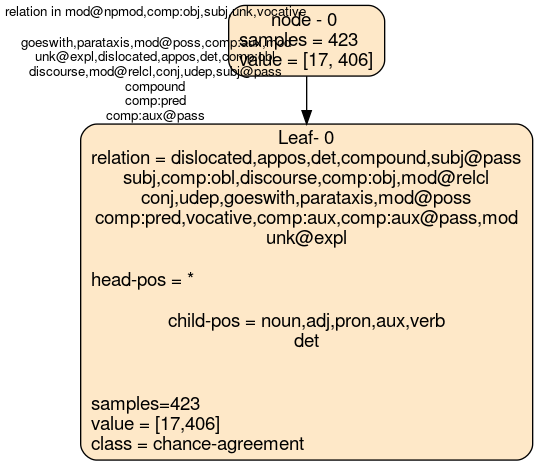 relation in mod@npmod,comp:obj,subj,unk,vocative
goeswith,parataxis,mod@poss,comp:aux,mod
unk@expl,dislocated,appos,det,comp:obl
discourse,mod@relcl,conj,udep,subj@pass
compound
comp:pred
comp:aux@pass
node - 0
samples = 423
value = [17, 406]
Leaf- 0
relation = dislocated,appos,det,compound,subj@pass
subj,comp:obl,discourse,comp:obj,mod@relcl
conj,udep,goeswith,parataxis,mod@poss
comp:pred,vocative,comp:aux,comp:aux@pass,mod
unk@expl
head-pos = *
child-pos = noun,adj,pron,aux,verb
det
samples=423
value = [17,406]
class = chance-agreement